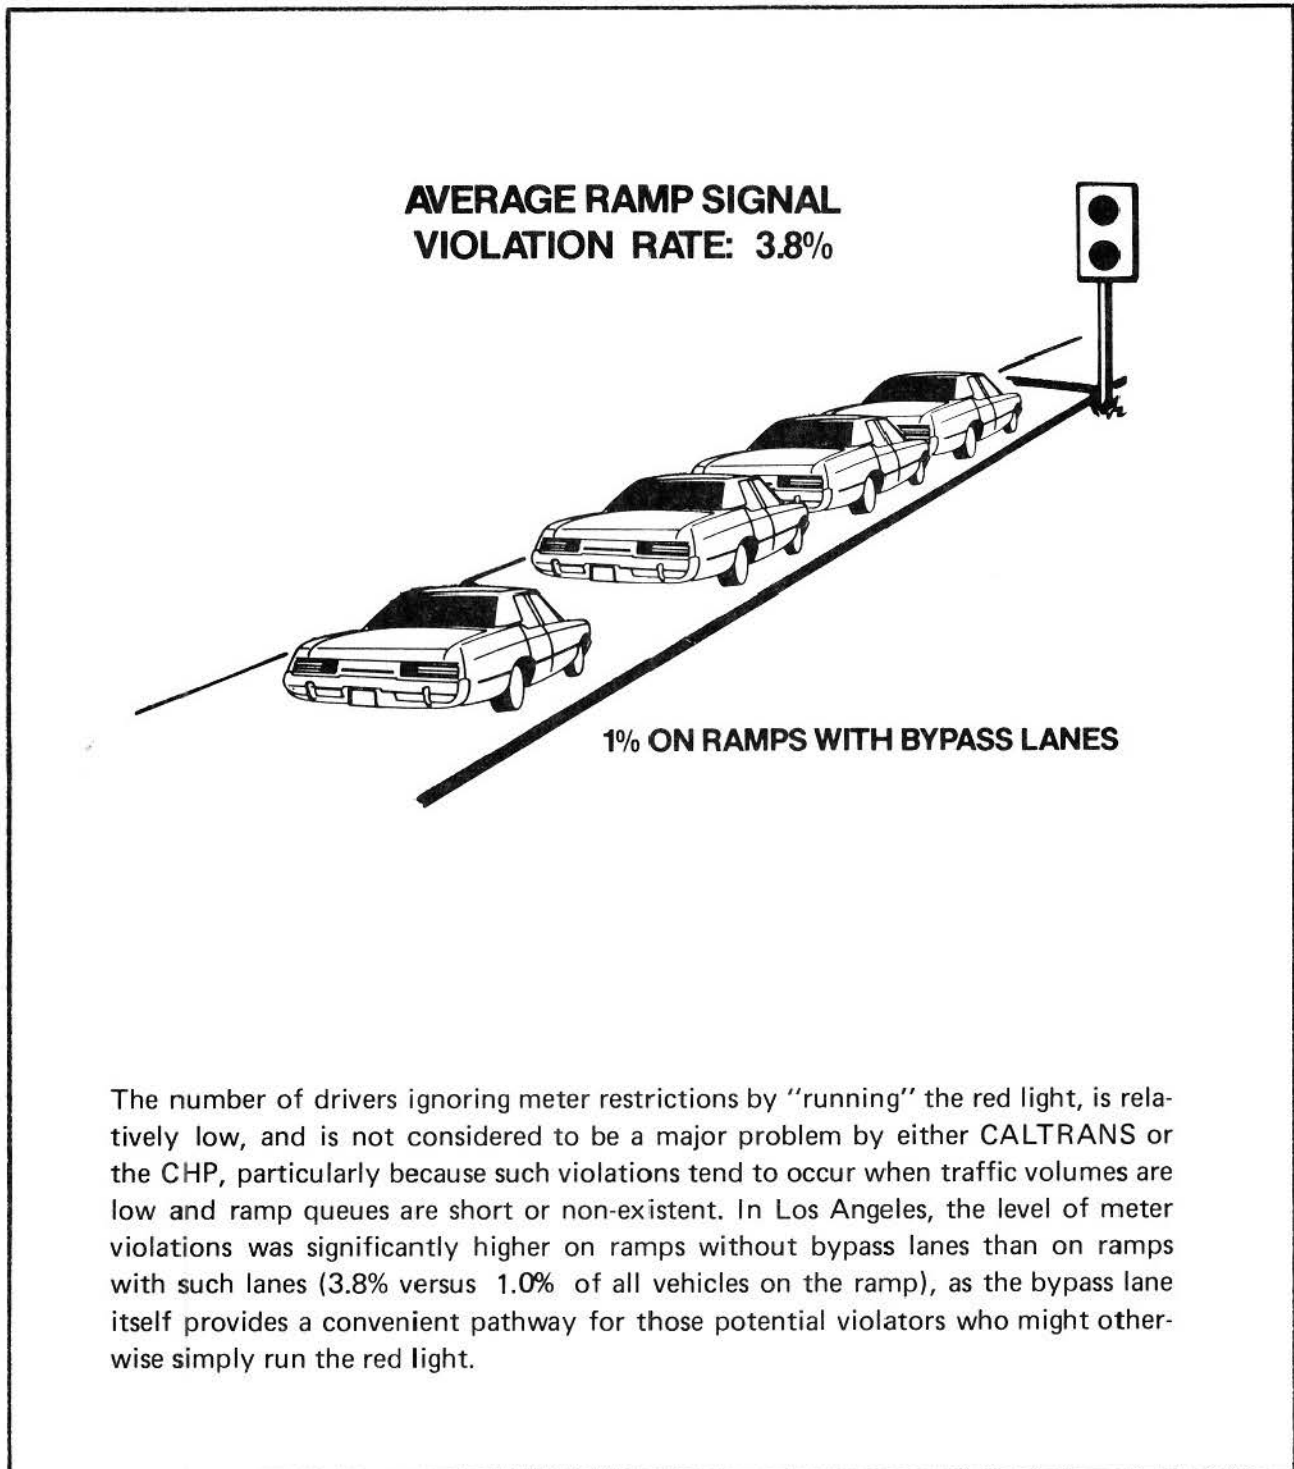 AVERAGE RAMP SIGNAL
VIOLATION RATE: 3.8%
1% ON RAMPS WITH BYPASS LANES
The number of drivers ignoring meter restrictions by "running" the red light, is rela-
tively low, and is not considered to be a major problem by either CALTRANS or
the CHP, particularly because such violations tend to occur when traffic volumes are
low and ramp queues are short or non-existent. In Los Angeles, the level of meter
violations was significantly higher on ramps without bypass lanes than on ramps
with such lanes (3.8% versus 1.0% of all vehicles on the ramp), as the bypass lane
itself provides a convenient pathway for those potential violators who might other-
wise simply run the red light.